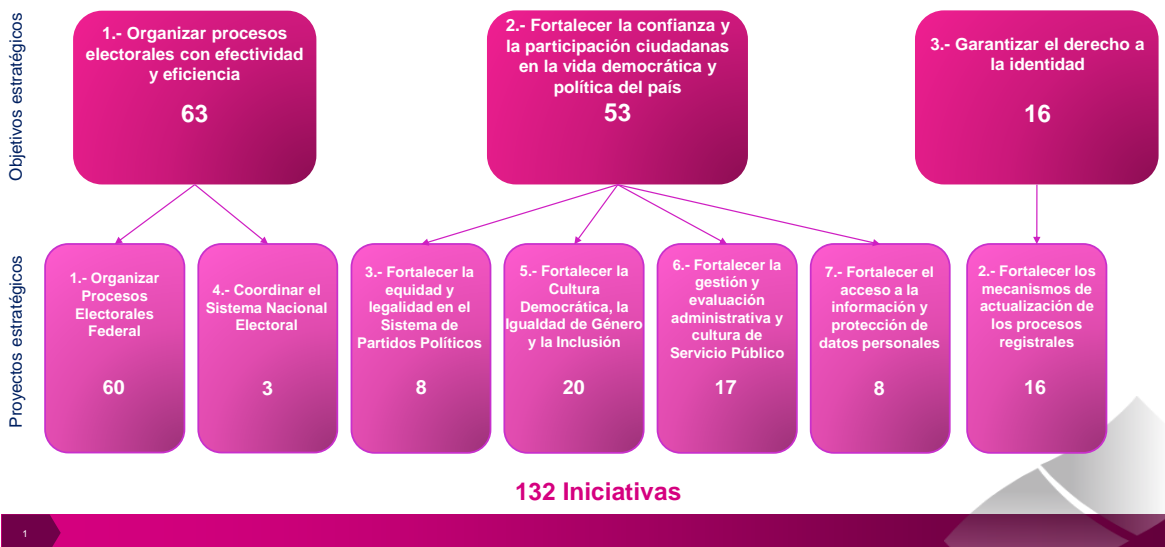 Objetivos estratégicos
1.- Organizar procesos
electorales con efectividad
y eficiencia
63
2.- Fortalecer la confianza y
la participación ciudadanas
en la vida democrática y
política del país
53
3.- Garantizar el derecho a
la identidad
16
Proyectos estratégicos
1.- Organizar
Procesos
Electorales
Federal
60
4.- Coordinar el
Sistema Nacional
Electoral
3
3.- Fortalecer la
equidad y
legalidad en el
Sistema de
Partidos Políticos
8
5.- Fortalecer la
Cultura
Democrática, la
Igualdad de Género
y la Inclusión
20
6.- Fortalecer la
gestión y
evaluación
administrativa y
cultura de
Servicio Público
17
7.- Fortalecer el
acceso a la
información y
protección de
datos personales
8
2.- Fortalecer los
mecanismos de
actualización de
los procesos
registrales
16
132 Iniciativas
1